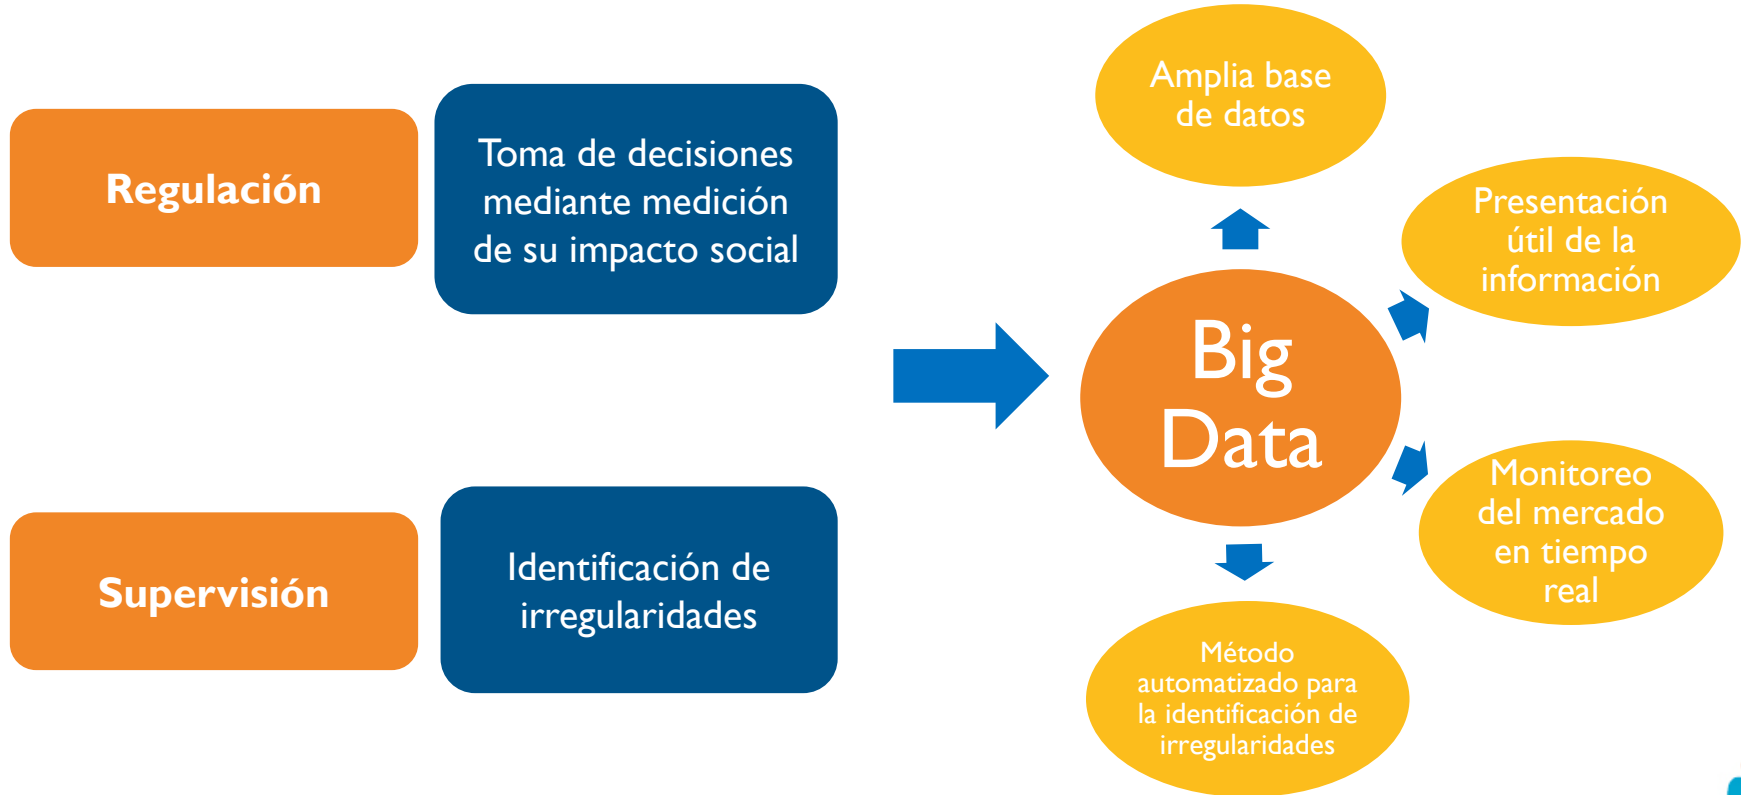 Regulación
Toma de decisiones
mediante medición
de su impacto social
Supervisión
Identificación de
irregularidades
Big
Data
Amplia base
de datos
Presentación
útil de la
información
Monitoreo
del mercado
en tiempo
real
Método
automatizado para
la identificación de
irregularidades